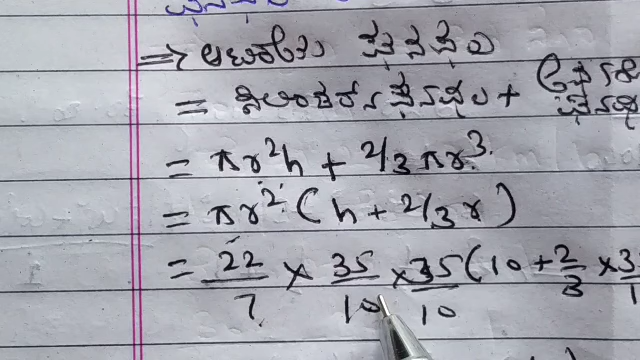 ⇒ ಆಟಿಕೆಯ ಘನಫಲ
= ಸಿಲಿಂಡರಿನ ಘನಫಲ +
= πr²h + 2/3 πr³
= πr² ( h + 2/3 r )
= 22/7 × 35/10 × 35/10 ( 10 + 2/3 ×